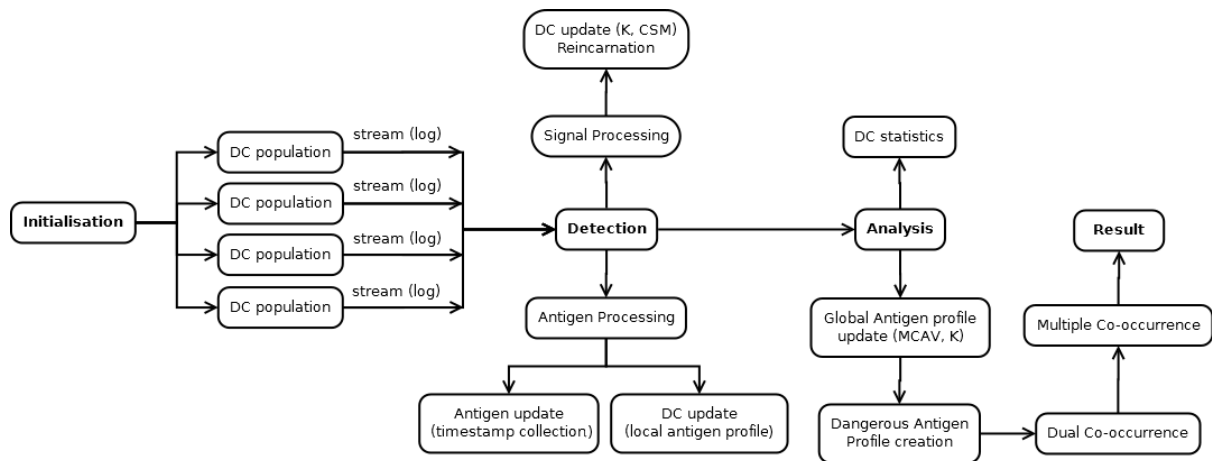 DC update (K, CSM)
Reincarnation
stream (log)
DC population
Signal Processing
DC statistics
stream (log)
DC population
Initialisation
Detection
Analysis
Result
stream (log)
DC population
stream (log)
DC population
Antigen Processing
Global Antigen profile
update (MCAV, K)
Multiple Co-occurrence
Antigen update
(timestamp collection)
DC update
(local antigen profile)
Dangerous Antigen
Profile creation
Dual Co-occurrence